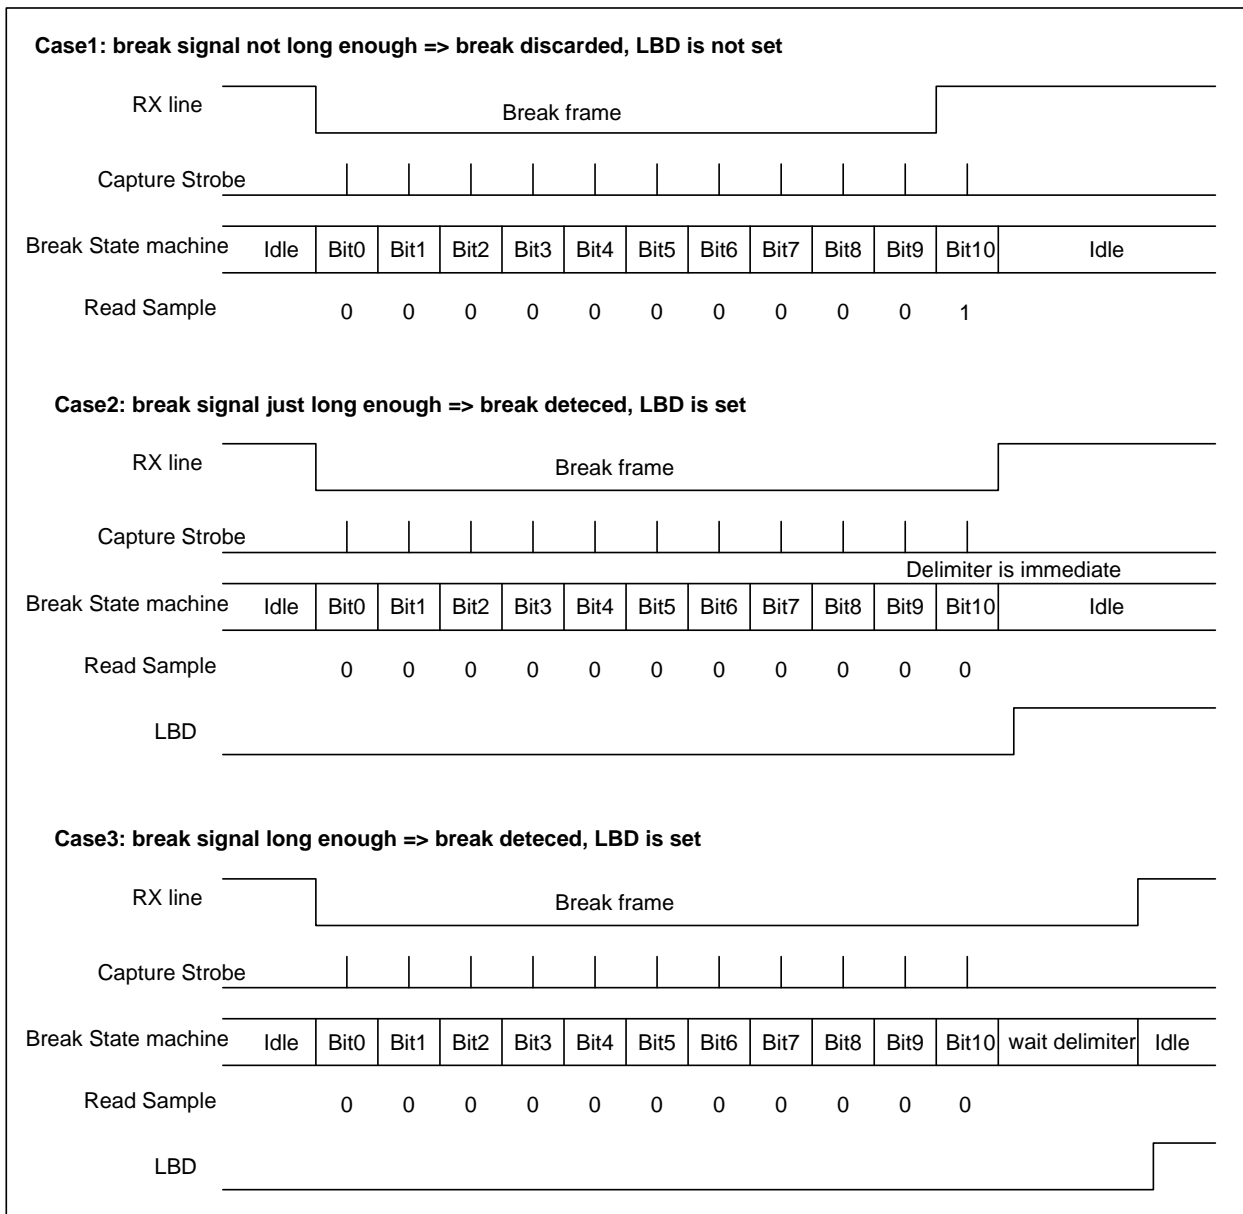 Case1: break signal not long enough => break discarded, LBD is not set
RX line
Break frame
Capture Strobe
Break State machine Idle Bit0 Bit1 Bit2 Bit3 Bit4 Bit5 Bit6 Bit7 Bit8 Bit9 Bit10 Idle
Read Sample 0 0 0 0 0 0 0 0 0 0 1
Case2: break signal just long enough => break deteced, LBD is set
RX line
Break frame
Capture Strobe
Delimiter is immediate
Break State machine Idle Bit0 Bit1 Bit2 Bit3 Bit4 Bit5 Bit6 Bit7 Bit8 Bit9 Bit10 Idle
Read Sample 0 0 0 0 0 0 0 0 0 0 0
LBD
Case3: break signal long enough => break deteced, LBD is set
RX line
Break frame
Capture Strobe
Break State machine Idle Bit0 Bit1 Bit2 Bit3 Bit4 Bit5 Bit6 Bit7 Bit8 Bit9 Bit10 wait delimiter Idle
Read Sample 0 0 0 0 0 0 0 0 0 0 0
LBD